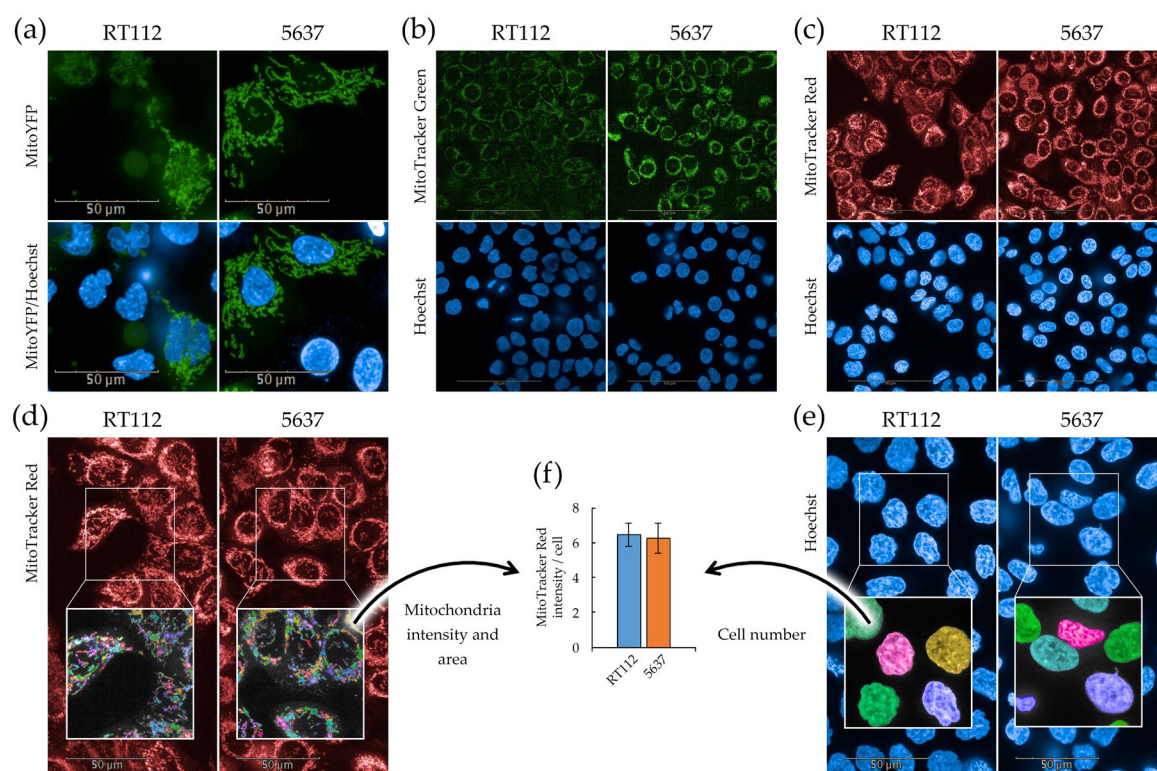 (a)
RT112
5637
MitoYFP
50 µm
50 µm
MitoYFP/Hoechst
50 µm
50 µm
(b)
RT112
5637
MitoTracker Green
Hoechst
(c)
RT112
5637
MitoTracker Red
Hoechst
(d)
RT112
5637
MitoTracker Red
50 µm
50 µm
Mitochondria
intensity and
area
(f)
MitoTracker Red
intensity / cell
8
6
4
2
0
RT112
5637
Cell number
(e)
RT112
5637
Hoechst
50 µm
50 µm